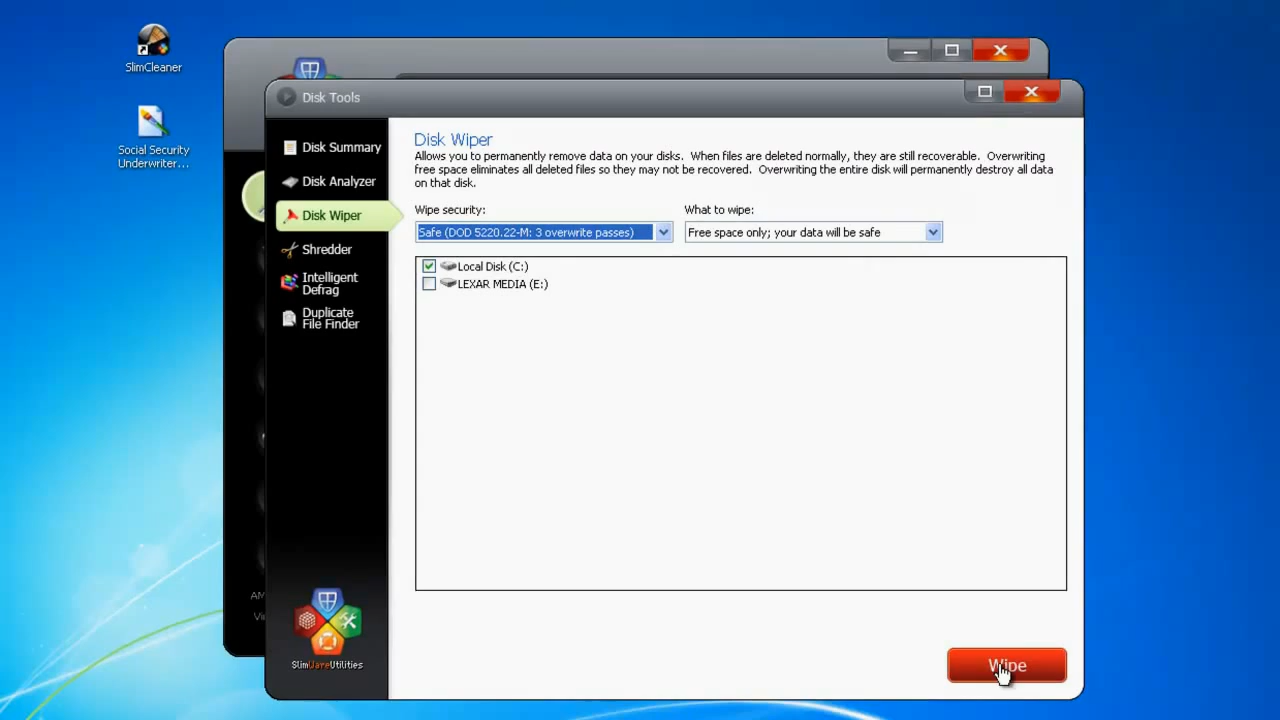 SlimCleaner
Social Security
Underwriter...
Disk Tools
Disk Summary
Disk Analyzer
Disk Wiper
Shredder
Intelligent
Defrag
Duplicate
File Finder
SlimWareUtilities
Disk Wiper
Allows you to permanently remove data on your disks. When files are deleted normally, they are still recoverable. Overwriting
free space eliminates all deleted files so they may not be recovered. Overwriting the entire disk will permanently destroy all data
on that disk.
Wipe security: What to wipe:
Safe (DOD 5220.22-M: 3 overwrite passes) Free space only; your data will be safe
Local Disk (C:)
LEXAR MEDIA (E:)
Wipe
AM